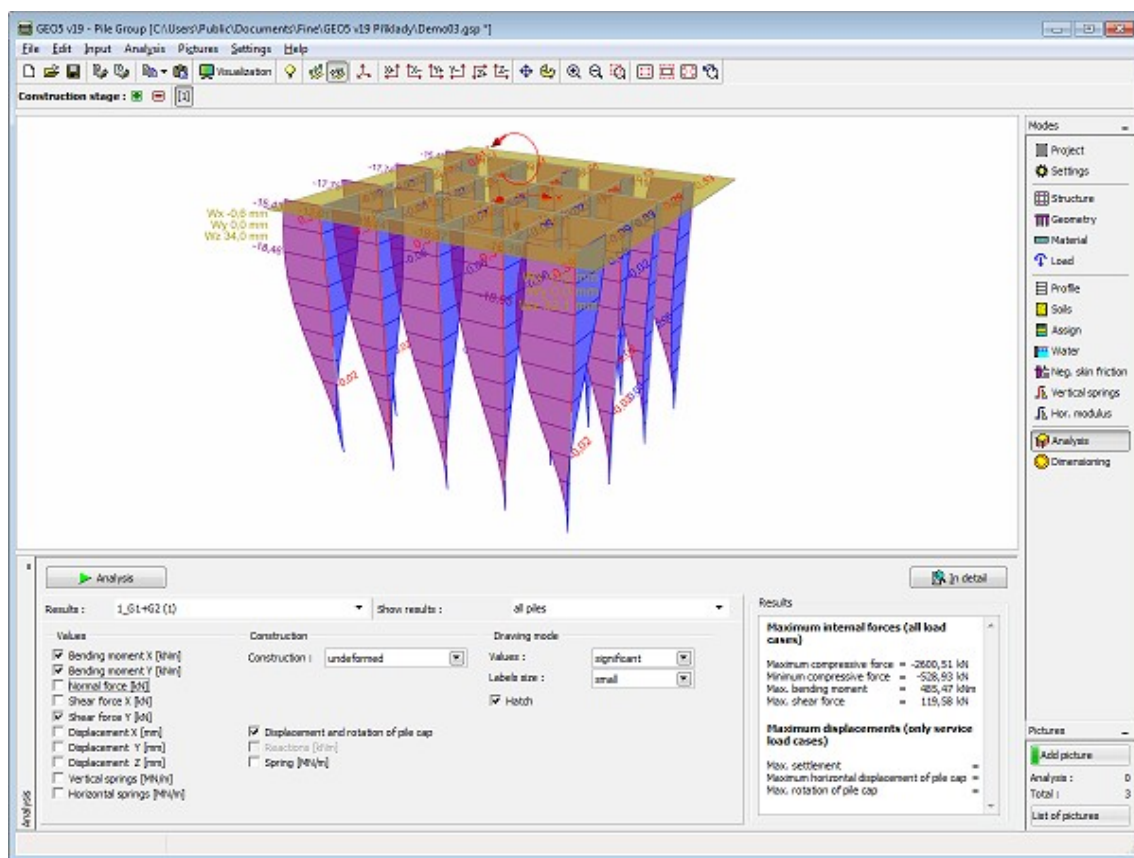 GEO5 v19 - Pile Group [C:\Users\Public\Documents\Fine\GEO5 v19 Příklady\Demo03.gsp *]
File Edit Input Analysis Pictures Settings Help
Visualization
Construction stage : [1]
Modes
Project
Settings
Structure
Geometry
Material
Load
Profile
Soils
Assign
Water
Neg. skin friction
Vertical springs
Hor. modulus
Analysis
Dimensioning
Wx -0,6 mm
Wy 0,0 mm
Wz 34,0 mm
-18,46
0,02
0,02
Analysis
In detail
Results : 1_G1+G2 (1) Show results : all piles
Values
Bending moment X [kNm]
Bending moment Y [kNm]
Normal force [kN]
Shear force X [kN]
Shear force Y [kN]
Displacement X [mm]
Displacement Y [mm]
Displacement Z [mm]
Vertical springs [MN/m]
Horizontal springs [MN/m]
Construction
Construction : undeformed
Displacement and rotation of pile cap
Reactions [kNm]
Spring [MN/m]
Drawing mode
Values : significant
Labels size : small
Hatch
Results
Maximum internal forces (all load
cases)
Maximum compressive force = -2600,51 kN
Minimum compressive force = -528,93 kN
Max. bending moment = 485,47 kNm
Max. shear force = 119,58 kN
Maximum displacements (only service
load cases)
Max. settlement =
Maximum horizontal displacement of pile cap =
Max. rotation of pile cap =
Pictures
Add picture
Analysis : 0
Total : 3
List of pictures
Analysis